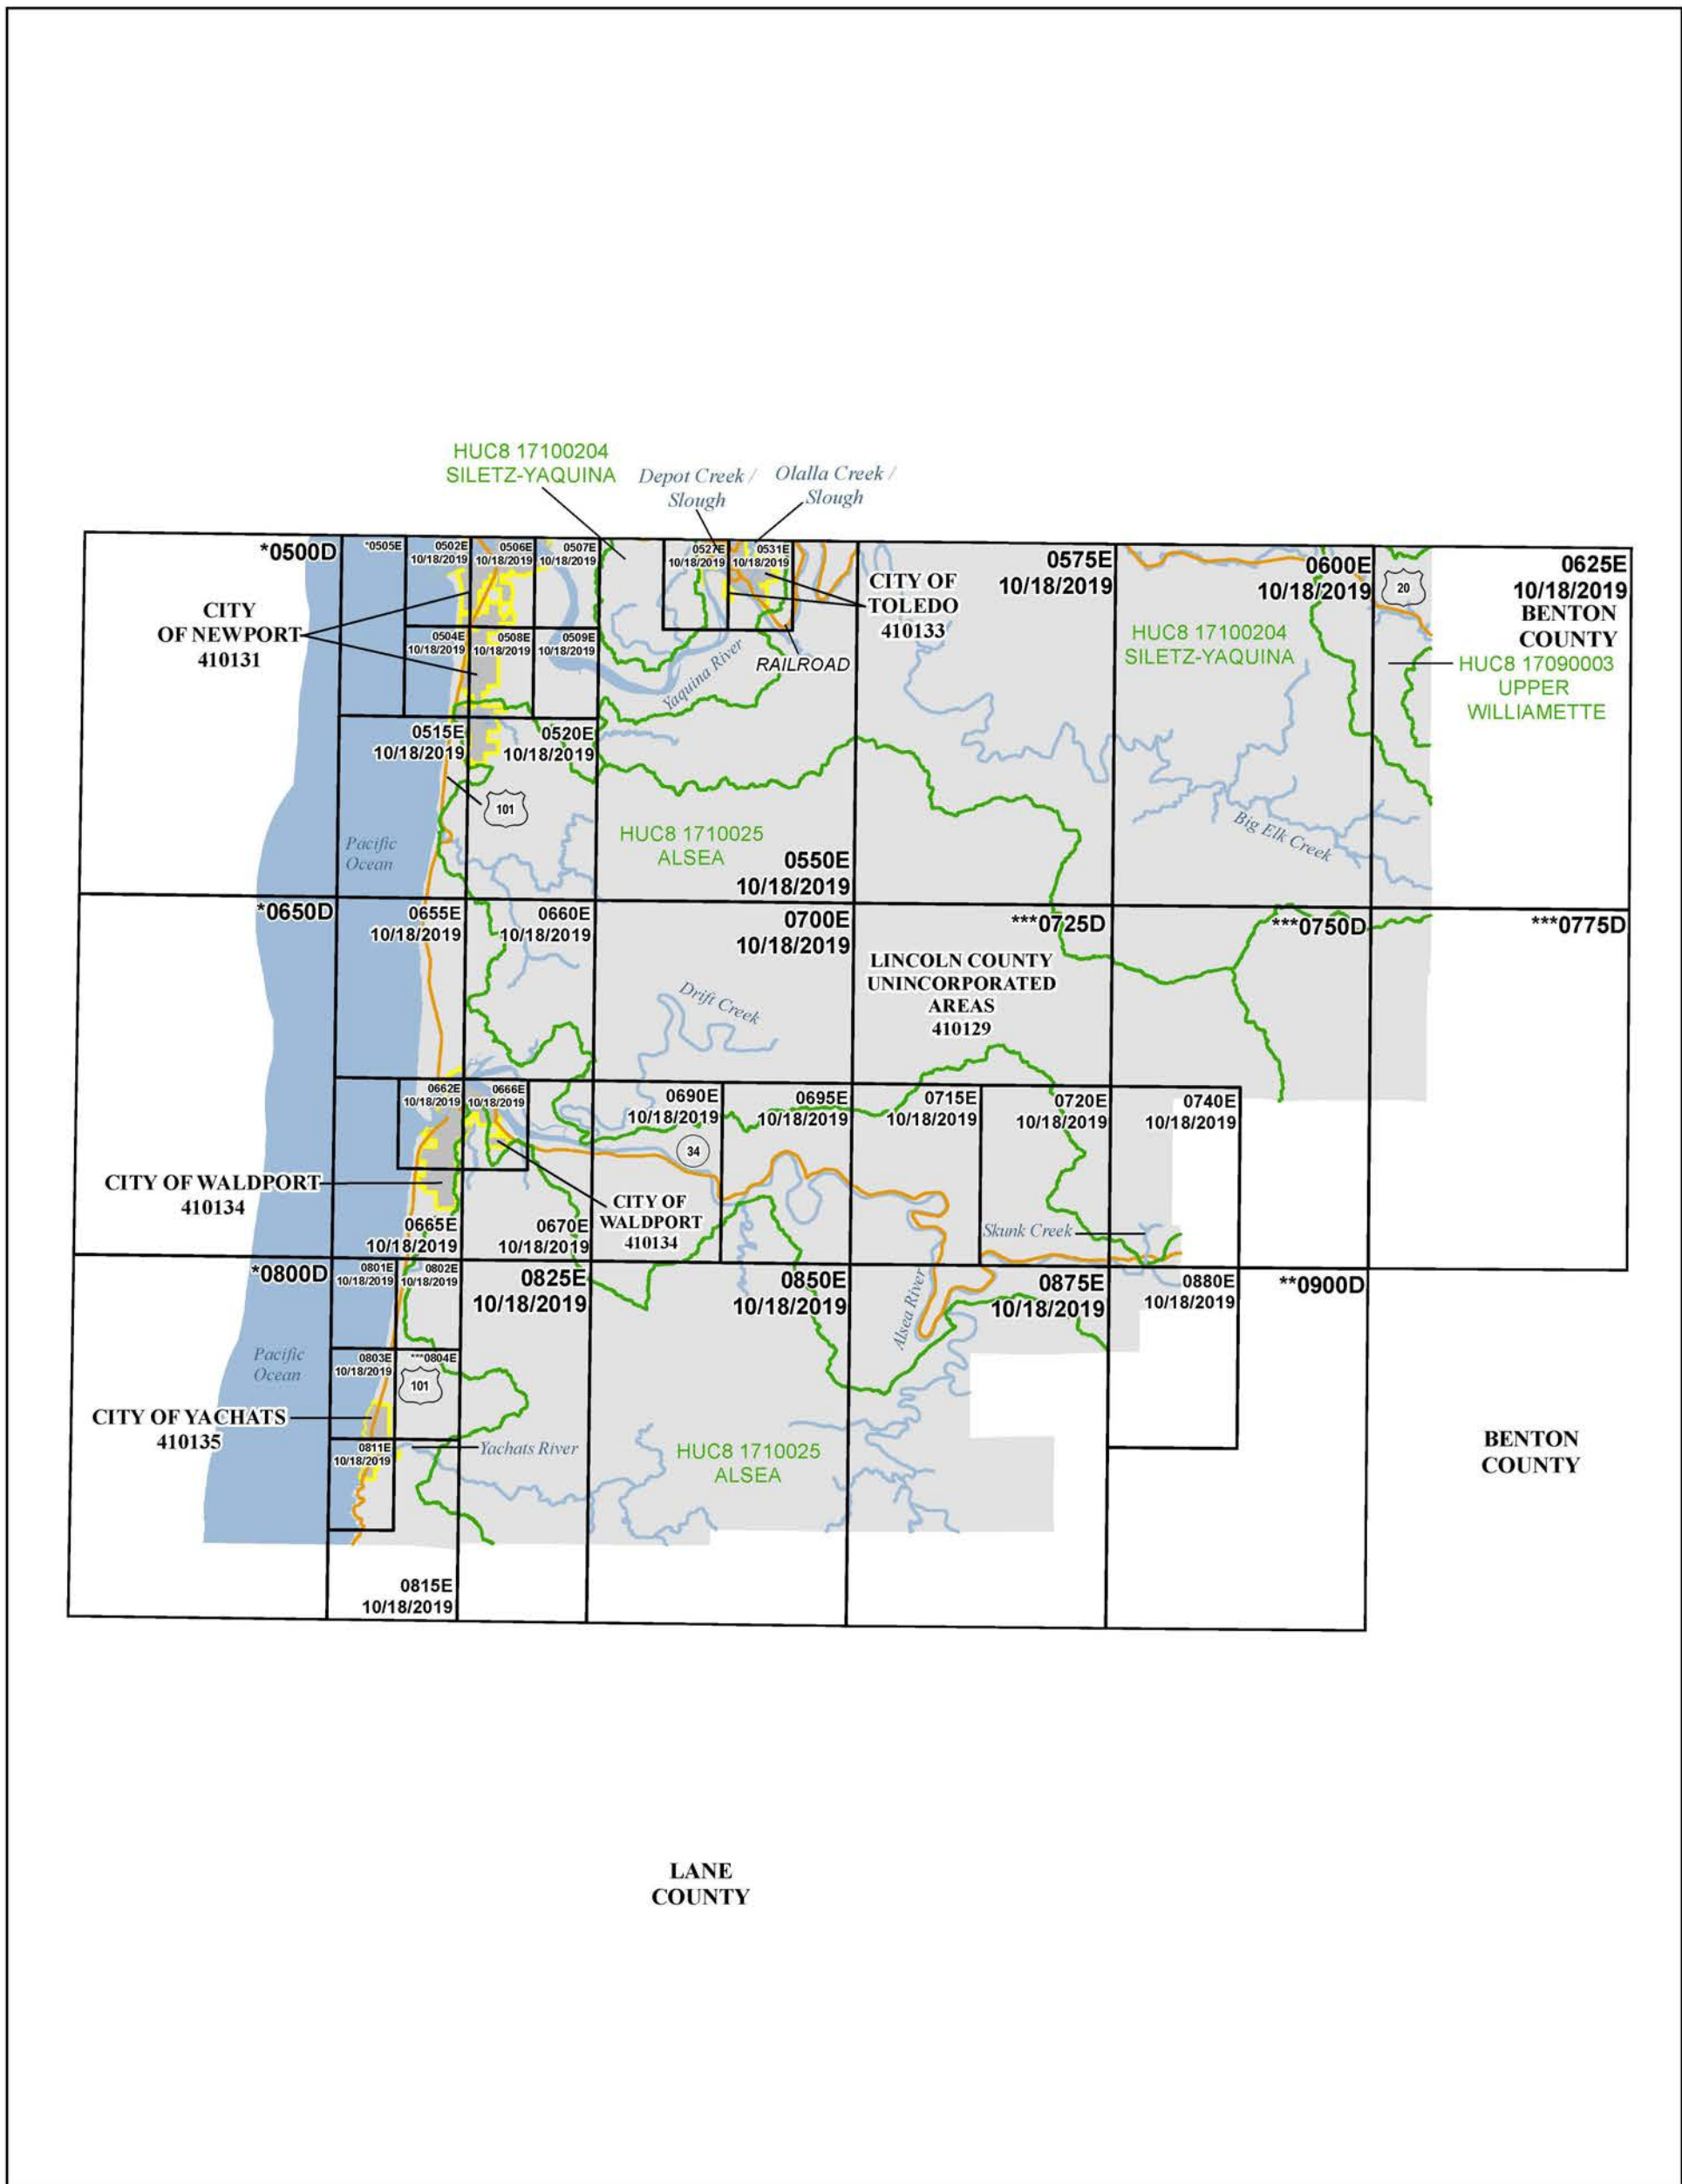 HUC8 17100204
SILETZ-YAQUINA
Depot Creek /
Slough
Olalla Creek /
Slough
*0500D
*0505E
0502E
10/18/2019
0506E
10/18/2019
0507E
10/18/2019
0527E
10/18/2019
0531E
10/18/2019
0575E
10/18/2019
0600E
10/18/2019
20
0625E
10/18/2019
BENTON
COUNTY
CITY
OF NEWPORT
410131
CITY OF
TOLEDO
410133
HUC8 17100204
SILETZ-YAQUINA
HUC8 17090003
UPPER
WILLIAMETTE
0504E
10/18/2019
0508E
10/18/2019
0509E
10/18/2019
Yaquina River
RAILROAD
0515E
10/18/2019
0520E
10/18/2019
101
Pacific
Ocean
HUC8 1710025
ALSEA
0550E
10/18/2019
Big Elk Creek
*0650D
0655E
10/18/2019
0660E
10/18/2019
0700E
10/18/2019
***0725D
***0750D
***0775D
LINCOLN COUNTY
UNINCORPORATED
AREAS
410129
Drift Creek
0662E
10/18/2019
0666E
10/18/2019
0690E
10/18/2019
0695E
10/18/2019
0715E
10/18/2019
0720E
10/18/2019
0740E
10/18/2019
34
CITY OF WALDPORT
410134
CITY OF
WALDPORT
410134
0665E
10/18/2019
0670E
10/18/2019
Skunk Creek
*0800D
0801E
10/18/2019
0802E
10/18/2019
0825E
10/18/2019
0850E
10/18/2019
Alsea River
0875E
10/18/2019
0880E
10/18/2019
**0900D
Pacific
Ocean
0803E
10/18/2019
***0804E
101
CITY OF YACHATS
410135
0811E
10/18/2019
Yachats River
HUC8 1710025
ALSEA
BENTON
COUNTY
0815E
10/18/2019
LANE
COUNTY